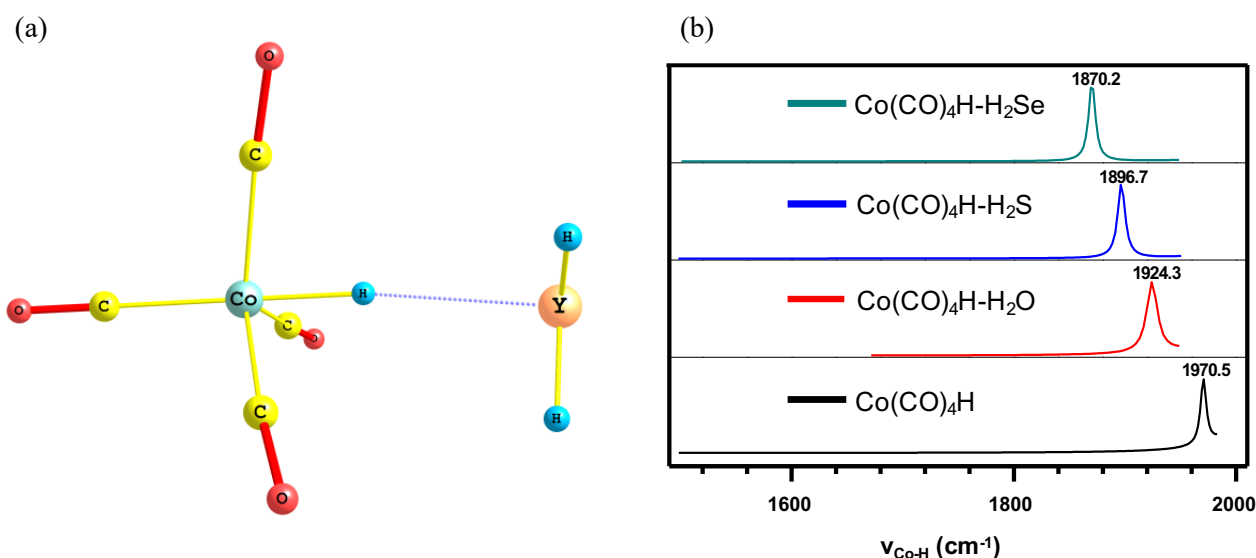 (a)
O
C
O
C
Co
H
C
O
C
O
H
Y
H
(b)
1870.2
Co(CO)₄H-H₂Se
1896.7
Co(CO)₄H-H₂S
1924.3
Co(CO)₄H-H₂O
1970.5
Co(CO)₄H
1600
1800
2000
νCo-H (cm⁻¹)